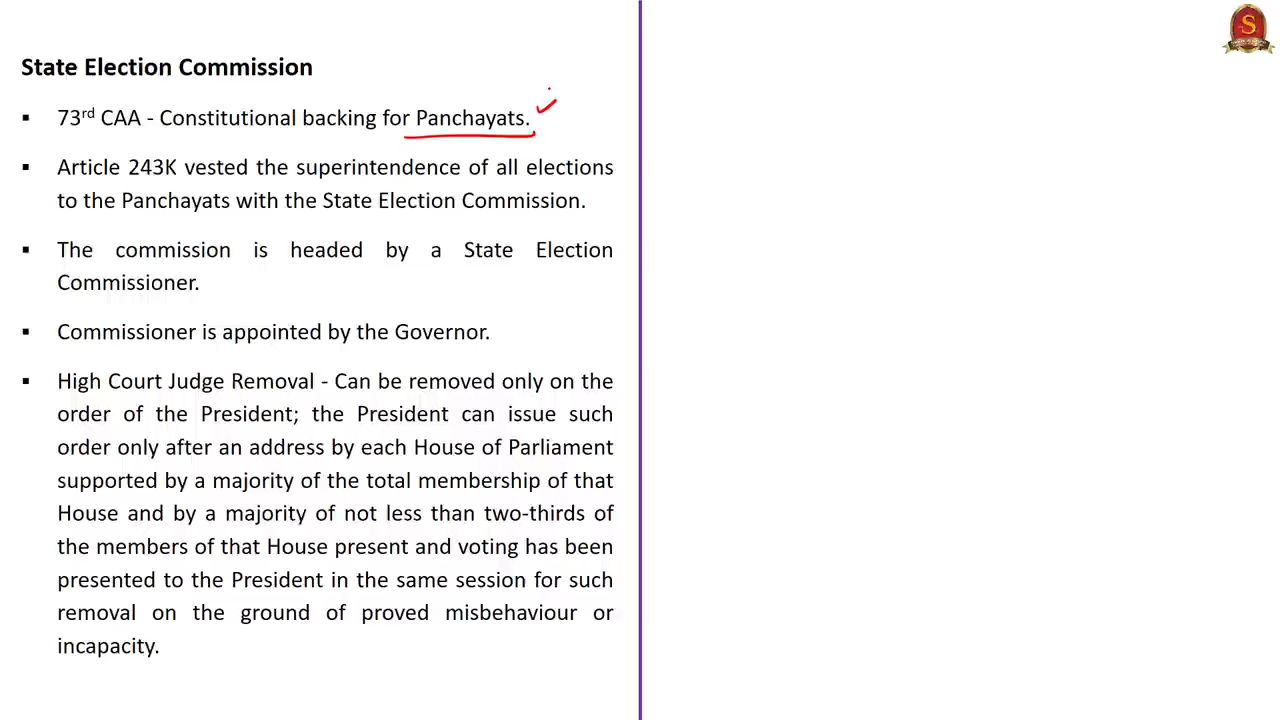 State Election Commission
▪ 73rd CAA - Constitutional backing for Panchayats.
▪ Article 243K vested the superintendence of all elections
to the Panchayats with the State Election Commission.
▪ The commission is headed by a State Election
Commissioner.
▪ Commissioner is appointed by the Governor.
▪ High Court Judge Removal - Can be removed only on the
order of the President; the President can issue such
order only after an address by each House of Parliament
supported by a majority of the total membership of that
House and by a majority of not less than two-thirds of
the members of that House present and voting has been
presented to the President in the same session for such
removal on the ground of proved misbehaviour or
incapacity.
S